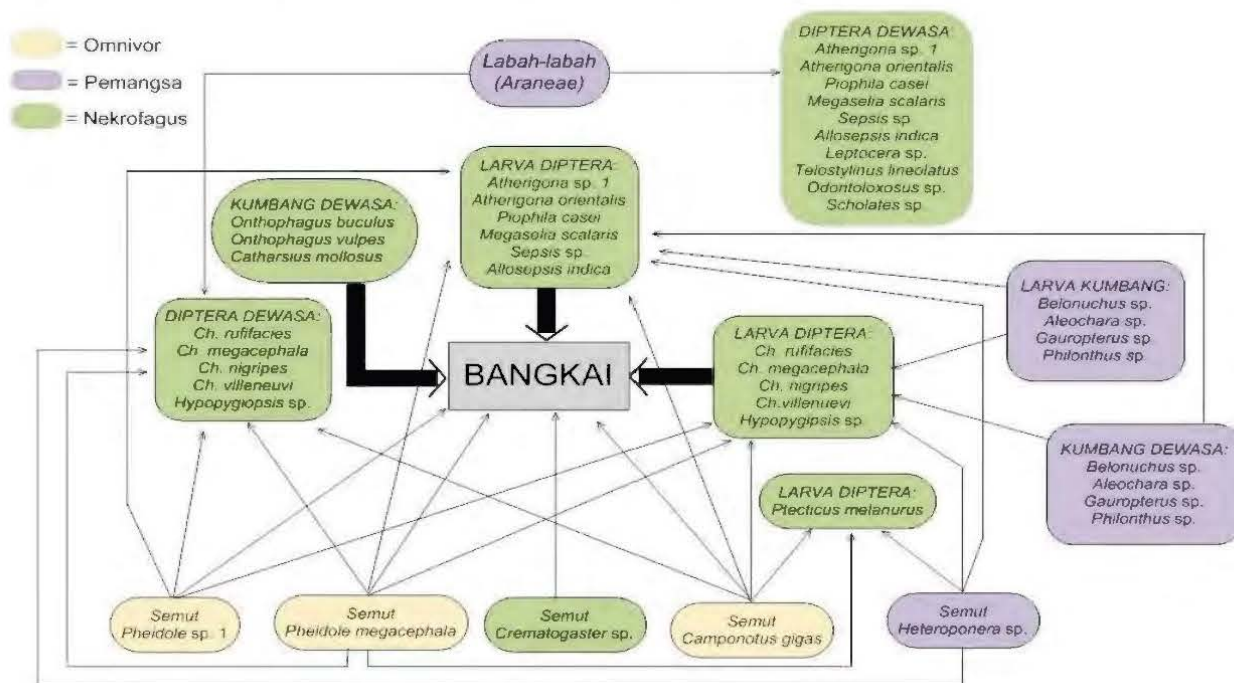 = Omnivor
= Pemangsa
= Nekrofagus
Labah-labah
(Araneae)
DIPTERA DEWASA:
Atherigona sp. 1
Atherigona orientalis
Piophila casei
Megaselia scalaris
Sepsis sp
Allosepsis indica
Leptocera sp.
Telostylinus lineolatus
Odontoloxosus sp.
Scholates sp.
LARVA DIPTERA:
Atherigona sp. 1
Atherigona orientalis
Piophila casei
Megaselia scalaris
Sepsis sp.
Allosepsis indica
KUMBANG DEWASA:
Onthophagus buculus
Onthophagus vulpes
Catharsius mollosus
DIPTERA DEWASA:
Ch. rufifacies
Ch. megacephala
Ch. nigripes
Ch. villeneuvi
Hypopygiopsis sp.
BANGKAI
LARVA DIPTERA:
Ch. rufifacies
Ch. megacephala
Ch. nigripes
Ch.villenuevi
Hypopygipsis sp.
LARVA KUMBANG:
Belonuchus sp.
Aleochara sp.
Gauropterus sp.
Philonthus sp.
KUMBANG DEWASA:
Belonuchus sp.
Aleochara sp.
Gauropterus sp.
Philonthus sp.
LARVA DIPTERA:
Ptecticus melanurus
Semut
Pheidole sp. 1
Semut
Pheidole megacephala
Semut
Crematogaster sp.
Semut
Camponotus gigas
Semut
Heteroponera sp.